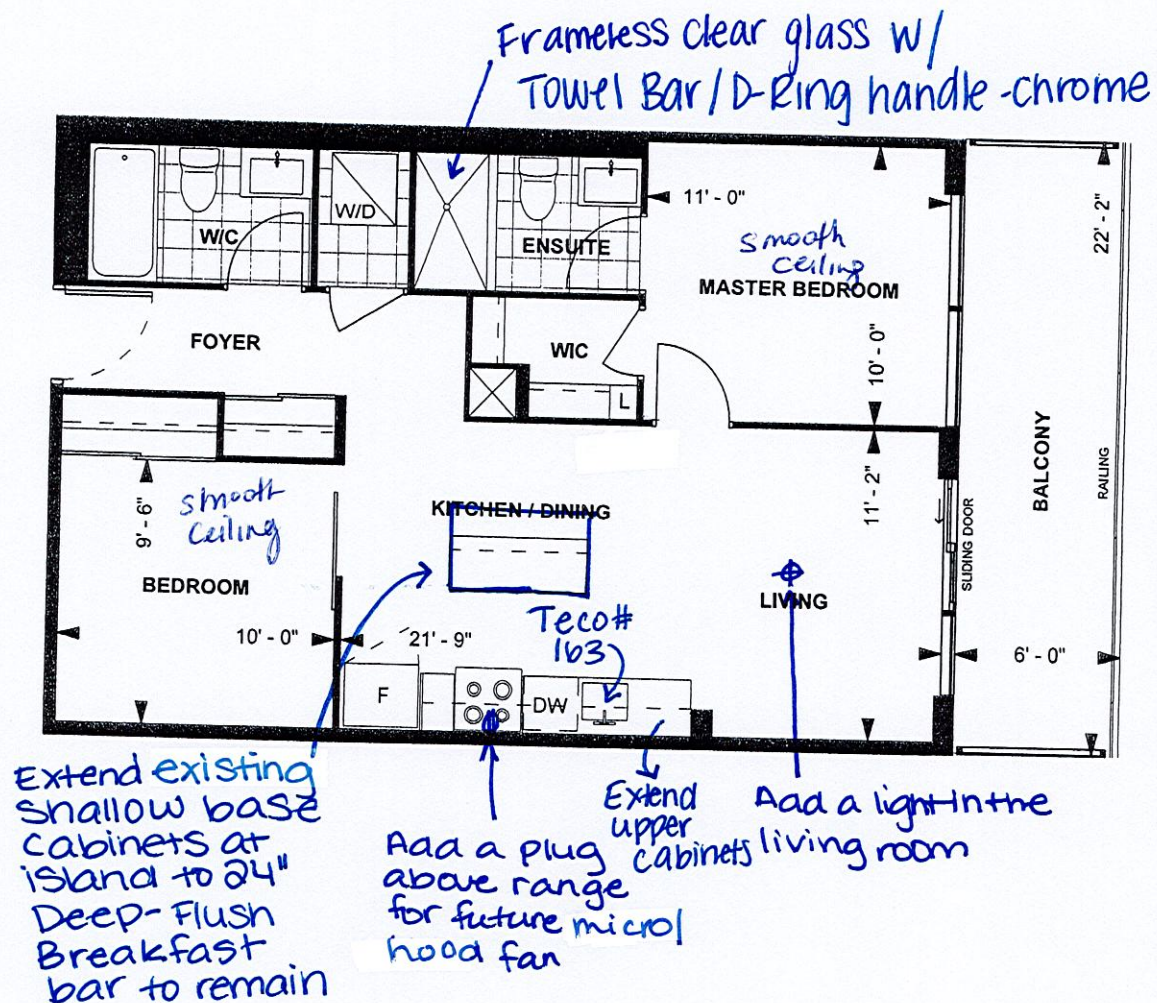 Frameless clear glass w/
Towel Bar/D-Ring handle-chrome
W/C
W/D
ENSUITE
11' - 0"
smooth
ceiling
MASTER BEDROOM
22' - 2"
FOYER
WIC
L
10' - 0"
BALCONY
RAILING
9' - 6"
smooth
ceiling
BEDROOM
KITCHEN / DINING
11' - 2"
SLIDING DOOR
LIVING
10' - 0"
21' - 9"
Teco#
163
6' - 0"
F
DW
Extend existing
shallow base
cabinets at
island to 24"
Deep-Flush
Breakfast
bar to remain
Add a plug
above range
for future micro/
hood fan
Extend
upper
cabinets
Add a light in the
living room